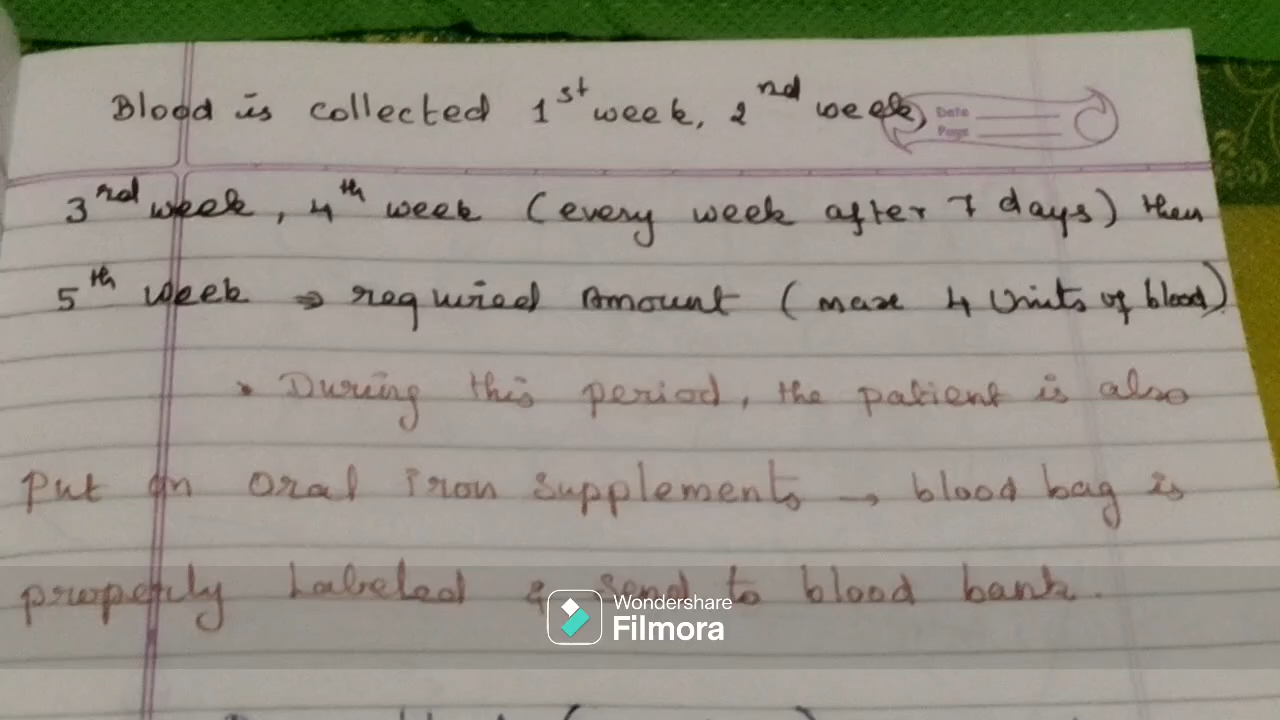 Blood is collected 1st week, 2nd week,
Date
Page
3rd week, 4th week (every week after 7 days) then
5th week ⇒ required Amount (max 4 Units of blood)
• During this period, the patient is also
put on oral iron supplements → blood bag is
properly Labeled & Send to blood bank.
Wondershare
Filmora